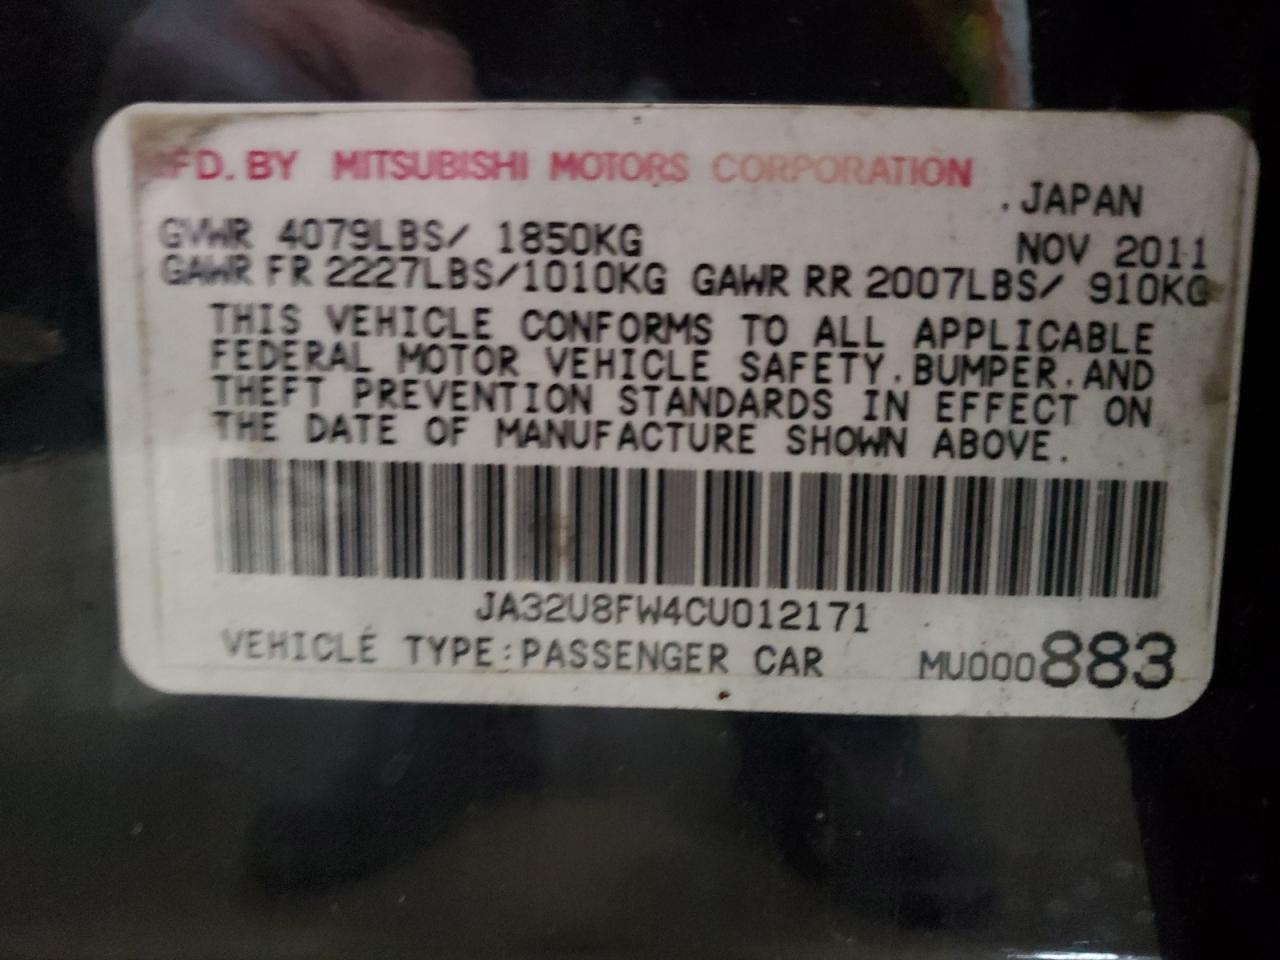 MFD. BY MITSUBISHI MOTORS CORPORATION
.JAPAN
GVWR 4079LBS/ 1850KG NOV 2011
GAWR FR 2227LBS/1010KG GAWR RR 2007LBS/ 910KG
THIS VEHICLE CONFORMS TO ALL APPLICABLE
FEDERAL MOTOR VEHICLE SAFETY, BUMPER, AND
THEFT PREVENTION STANDARDS IN EFFECT ON
THE DATE OF MANUFACTURE SHOWN ABOVE.
JA32U8FW4CU012171
VEHICLE TYPE:PASSENGER CAR MU000883